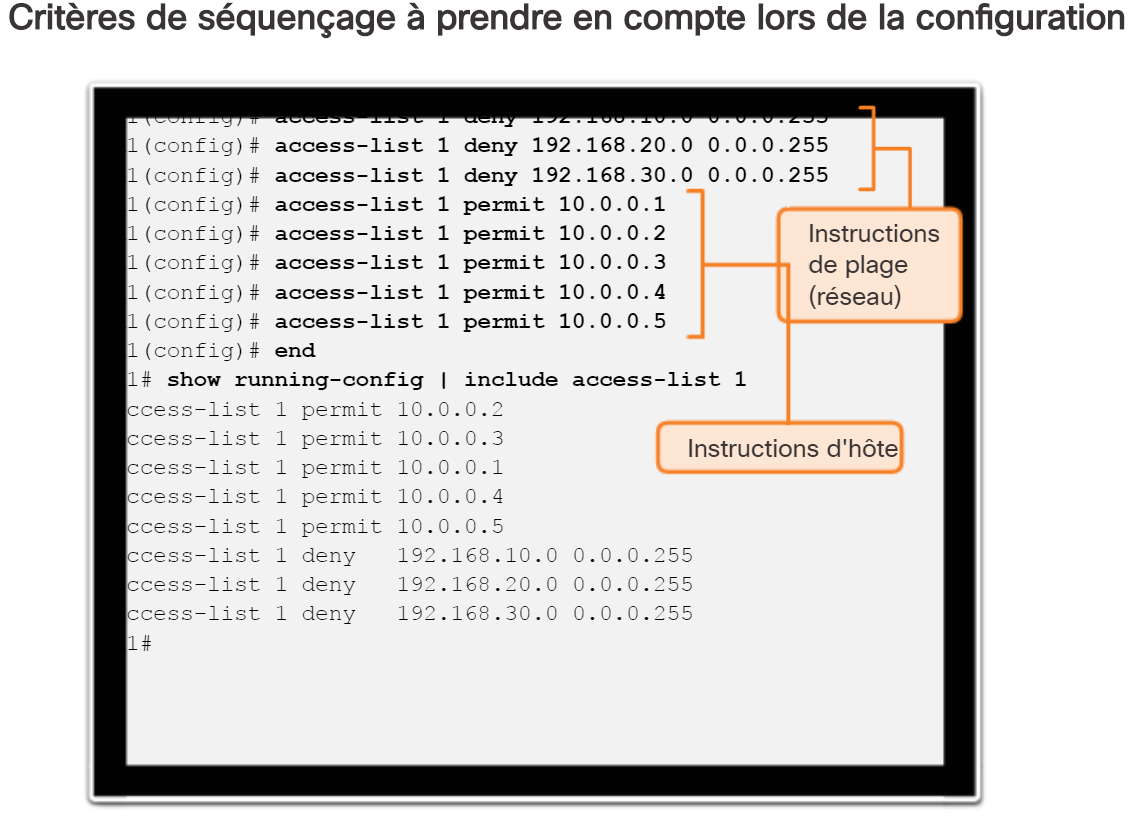 Critères de séquençage à prendre en compte lors de la configuration
1(config)# access-list 1 deny 192.168.10.0 0.0.0.255
1(config)# access-list 1 deny 192.168.20.0 0.0.0.255
1(config)# access-list 1 deny 192.168.30.0 0.0.0.255
1(config)# access-list 1 permit 10.0.0.1
1(config)# access-list 1 permit 10.0.0.2
1(config)# access-list 1 permit 10.0.0.3
1(config)# access-list 1 permit 10.0.0.4
1(config)# access-list 1 permit 10.0.0.5
1(config)# end
1# show running-config | include access-list 1
ccess-list 1 permit 10.0.0.2
ccess-list 1 permit 10.0.0.3
ccess-list 1 permit 10.0.0.1
ccess-list 1 permit 10.0.0.4
ccess-list 1 permit 10.0.0.5
ccess-list 1 deny   192.168.10.0 0.0.0.255
ccess-list 1 deny   192.168.20.0 0.0.0.255
ccess-list 1 deny   192.168.30.0 0.0.0.255
1#
Instructions
de plage
(réseau)
Instructions d'hôte